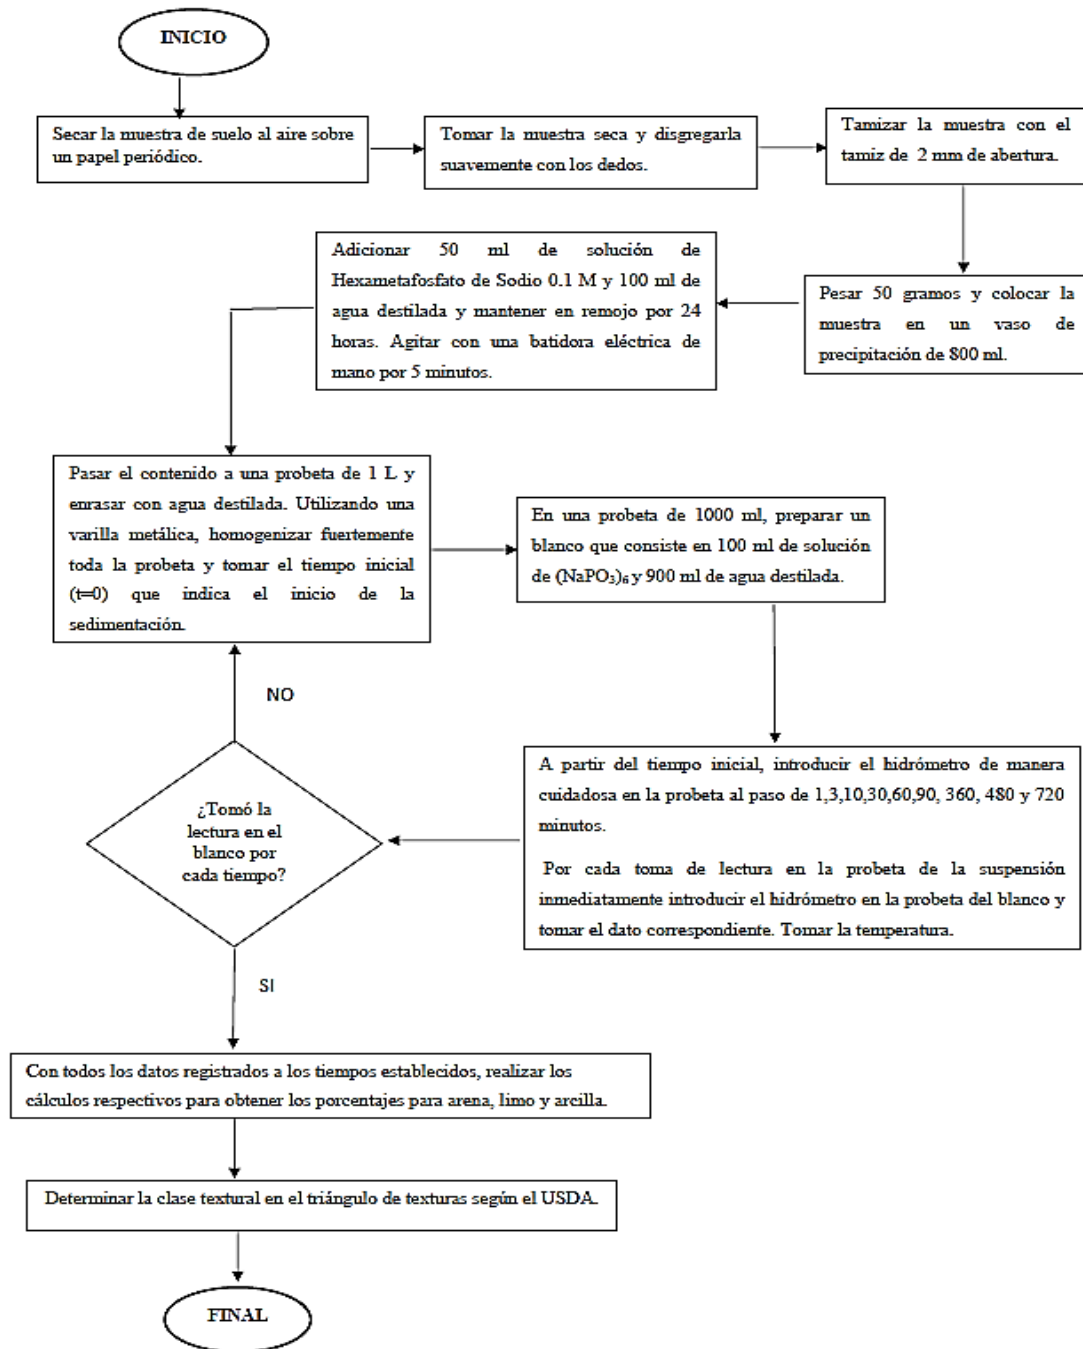 INICIO
Secar la muestra de suelo al aire sobre
un papel periódico.
Tomar la muestra seca y disgregarla
suavemente con los dedos.
Tamizar la muestra con el
tamiz de 2 mm de abertura.
Pesar 50 gramos y colocar la
muestra en un vaso de
precipitación de 800 ml.
Adicionar 50 ml de solución de
Hexametafosfato de Sodio 0.1 M y 100 ml de
agua destilada y mantener en remojo por 24
horas. Agitar con una batidora eléctrica de
mano por 5 minutos.
Pasar el contenido a una probeta de 1 L y
enrasar con agua destilada. Utilizando una
varilla metálica, homogenizar fuertemente
toda la probeta y tomar el tiempo inicial
(t=0) que indica el inicio de la
sedimentación.
En una probeta de 1000 ml, preparar un
blanco que consiste en 100 ml de solución
de (NaPO₃)₆ y 900 ml de agua destilada.
A partir del tiempo inicial, introducir el hidrómetro de manera
cuidadosa en la probeta al paso de 1,3,10,30,60,90, 360, 480 y 720
minutos.
Por cada toma de lectura en la probeta de la suspensión
inmediatamente introducir el hidrómetro en la probeta del blanco y
tomar el dato correspondiente. Tomar la temperatura.
¿Tomó la
lectura en el
blanco por
cada tiempo?
NO
SI
Con todos los datos registrados a los tiempos establecidos, realizar los
cálculos respectivos para obtener los porcentajes para arena, limo y arcilla.
Determinar la clase textural en el triángulo de texturas según el USDA.
FINAL